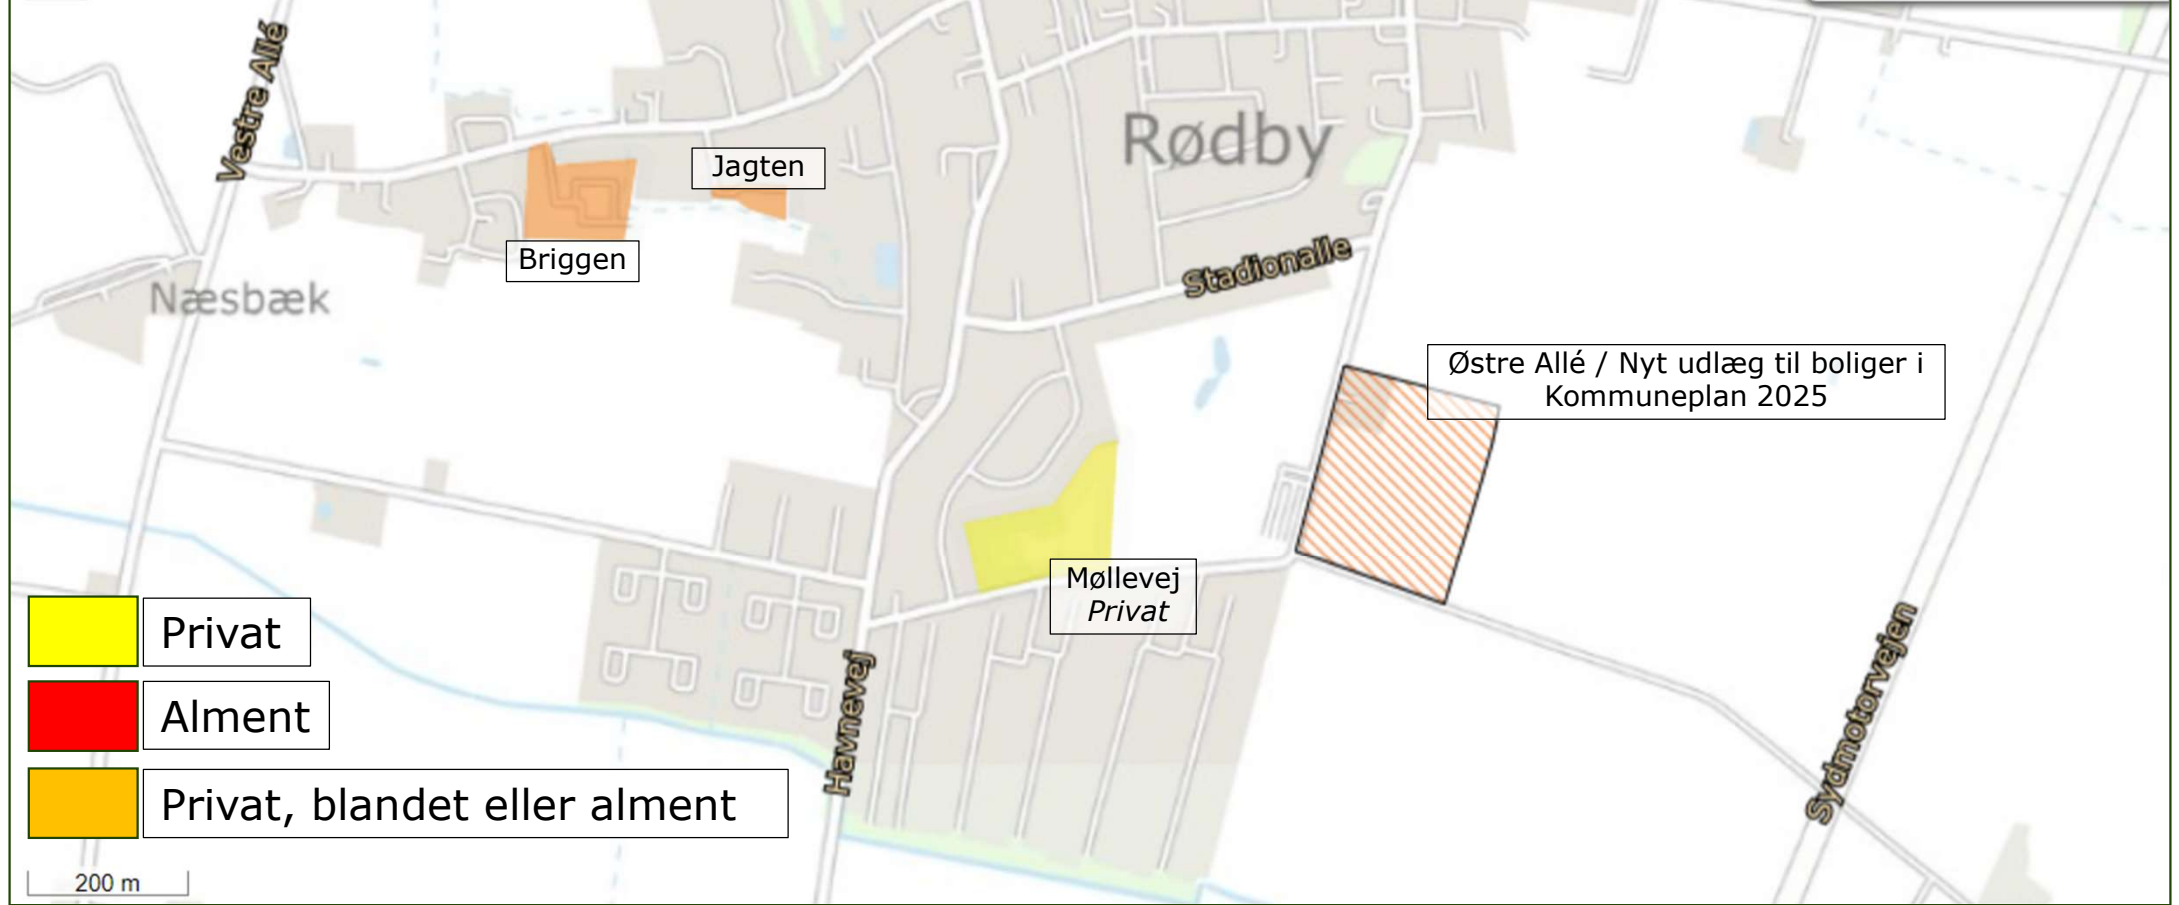 Vestre Allé
Rødby
Jagten
Briggen
Stadionalle
Næsbæk
Østre Allé / Nyt udlæg til boliger i
Kommuneplan 2025
Møllevej
Privat
Havnevej
Sydmotorvejen
Privat
Alment
Privat, blandet eller alment
200 m